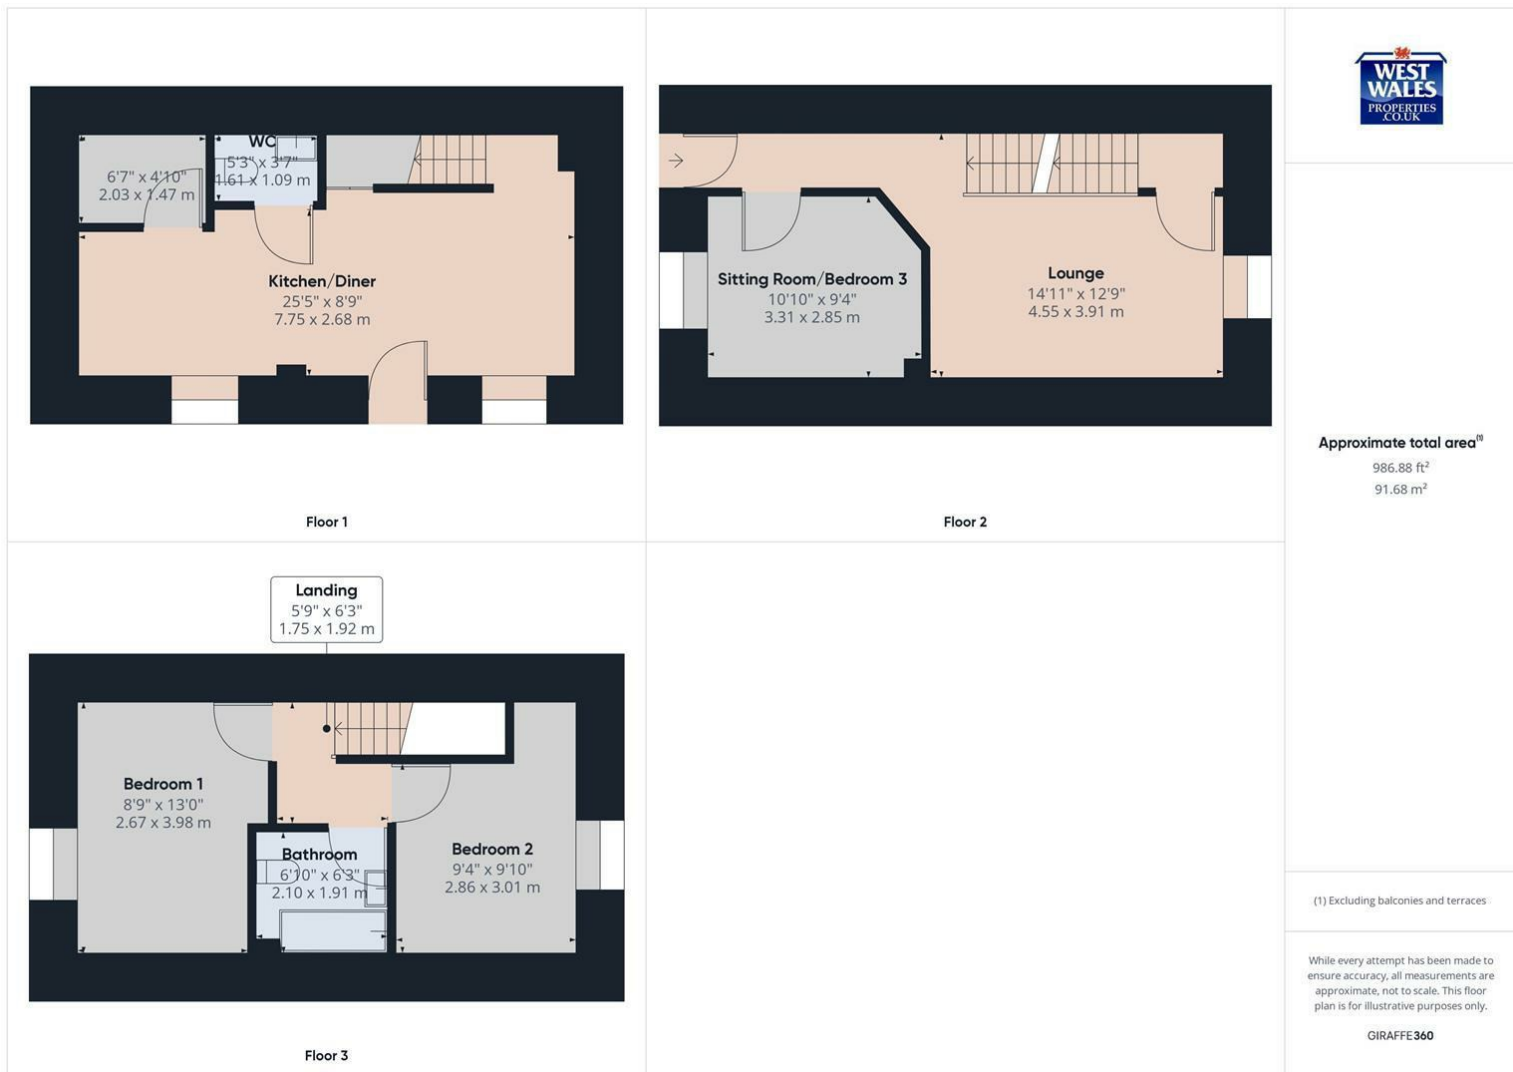 WC
5'3" x 3'7"
1.61 x 1.09 m
6'7" x 4'10"
2.03 x 1.47 m
Kitchen/Diner
25'5" x 8'9"
7.75 x 2.68 m
Floor 1
Sitting Room/Bedroom 3
10'10" x 9'4"
3.31 x 2.85 m
Lounge
14'11" x 12'9"
4.55 x 3.91 m
Floor 2
Landing
5'9" x 6'3"
1.75 x 1.92 m
Bedroom 1
8'9" x 13'0"
2.67 x 3.98 m
Bathroom
6'10" x 6'3"
2.10 x 1.91 m
Bedroom 2
9'4" x 9'10"
2.86 x 3.01 m
Floor 3
WEST
WALES
PROPERTIES
.CO.UK
Approximate total area(1)
986.88 ft²
91.68 m²
(1) Excluding balconies and terraces
While every attempt has been made to
ensure accuracy, all measurements are
approximate, not to scale. This floor
plan is for illustrative purposes only.
GIRAFFE360